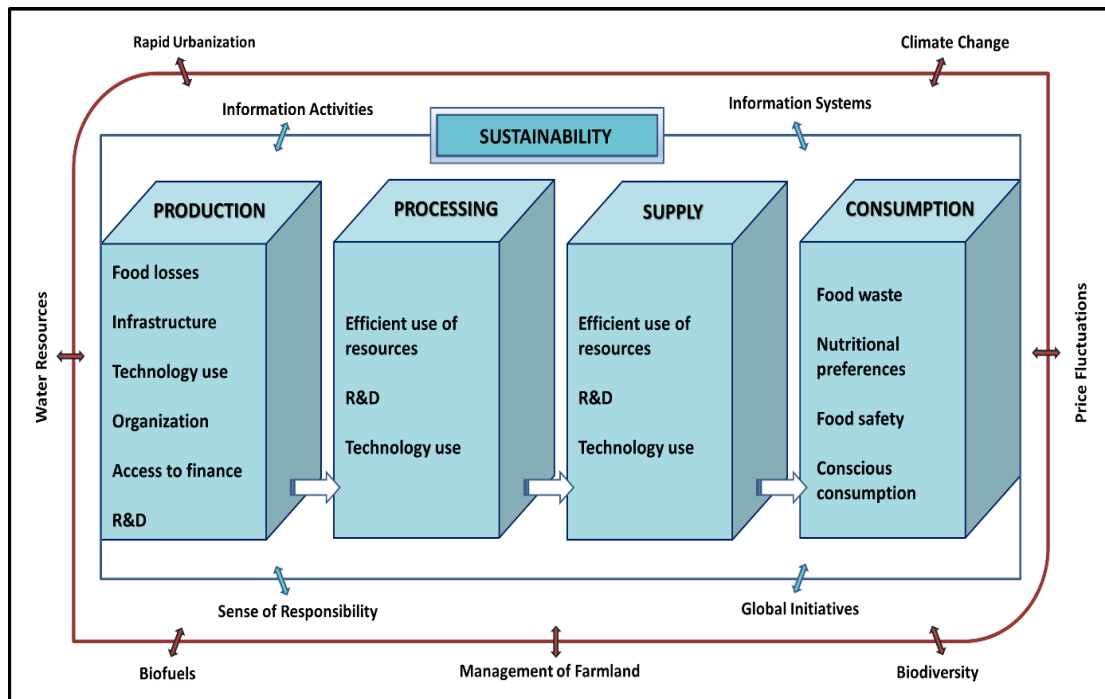 Rapid Urbanization
Climate Change
Information Activities
Information Systems
SUSTAINABILITY
PRODUCTION
PROCESSING
SUPPLY
CONSUMPTION
Food losses
Infrastructure
Technology use
Organization
Access to finance
R&D
Efficient use of
resources
R&D
Technology use
Efficient use of
resources
R&D
Technology use
Food waste
Nutritional
preferences
Food safety
Conscious
consumption
Water Resources
Price Fluctuations
Sense of Responsibility
Global Initiatives
Biofuels
Management of Farmland
Biodiversity